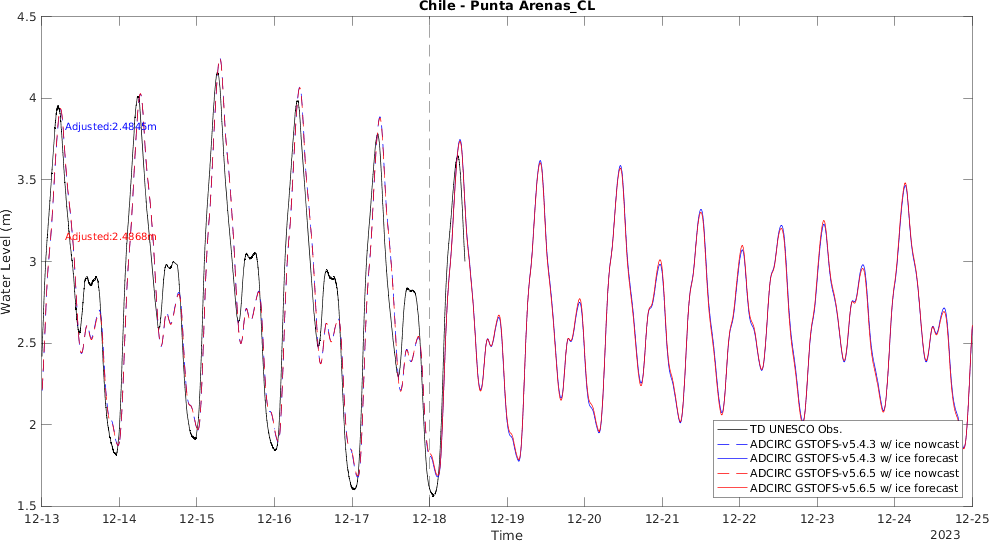 Chile - Punta Arenas_CL
Water Level (m)
4.5
4
3.5
3
2.5
2
1.5
Adjusted:2.4845m
Adjusted:2.4868m
TD UNESCO Obs.
ADCIRC GSTOFS-v5.4.3 w/ ice nowcast
ADCIRC GSTOFS-v5.4.3 w/ ice forecast
ADCIRC GSTOFS-v5.6.5 w/ ice nowcast
ADCIRC GSTOFS-v5.6.5 w/ ice forecast
12-13 12-14 12-15 12-16 12-17 12-18 12-19 12-20 12-21 12-22 12-23 12-24 12-25
Time
2023